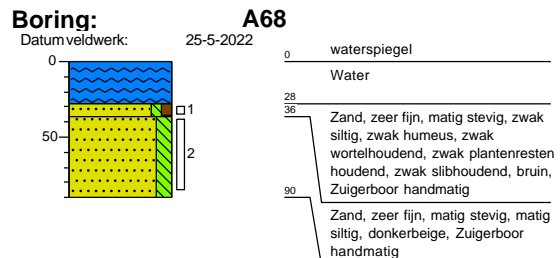 Boring: A68
Datum veldwerk: 25-5-2022
0
50
1
2
0 waterspiegel
Water
28
36
Zand, zeer fijn, matig stevig, zwak
siltig, zwak humeus, zwak
wortelhoudend, zwak plantenresten
houdend, zwak slibhoudend, bruin,
Zuigerboor handmatig
90
Zand, zeer fijn, matig stevig, matig
siltig, donkerbeige, Zuigerboor
handmatig